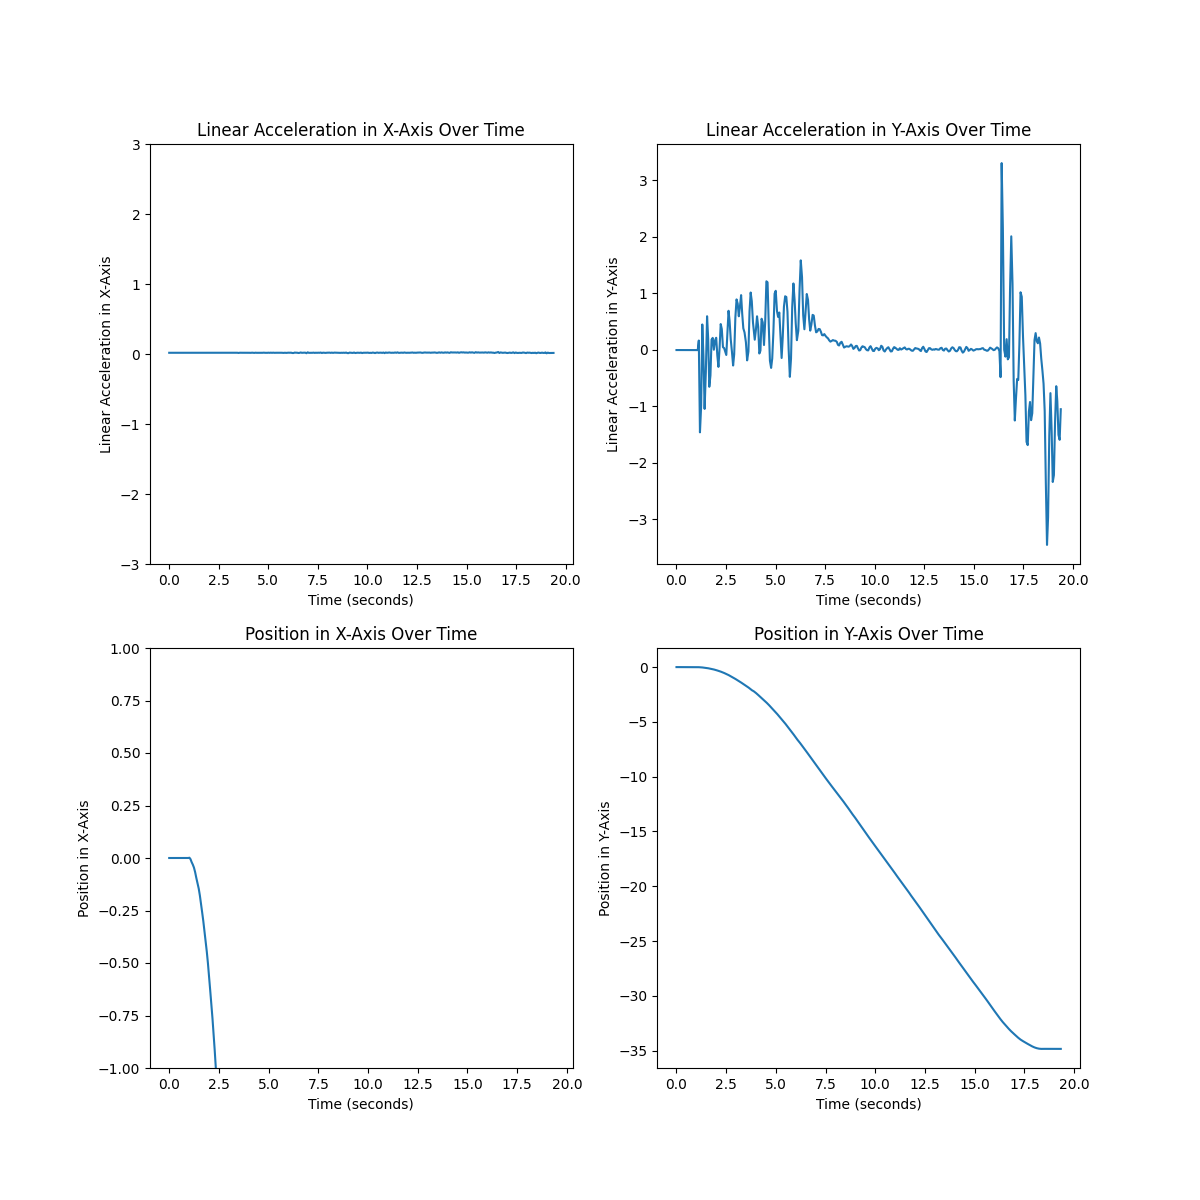 Linear Acceleration in X-Axis Over Time
Linear Acceleration in X-Axis
3
2
1
0
−1
−2
−3
0.0 2.5 5.0 7.5 10.0 12.5 15.0 17.5 20.0
Time (seconds)
Linear Acceleration in Y-Axis Over Time
Linear Acceleration in Y-Axis
3
2
1
0
−1
−2
−3
0.0 2.5 5.0 7.5 10.0 12.5 15.0 17.5 20.0
Time (seconds)
Position in X-Axis Over Time
Position in X-Axis
1.00
0.75
0.50
0.25
0.00
−0.25
−0.50
−0.75
−1.00
0.0 2.5 5.0 7.5 10.0 12.5 15.0 17.5 20.0
Time (seconds)
Position in Y-Axis Over Time
Position in Y-Axis
0
−5
−10
−15
−20
−25
−30
−35
0.0 2.5 5.0 7.5 10.0 12.5 15.0 17.5 20.0
Time (seconds)